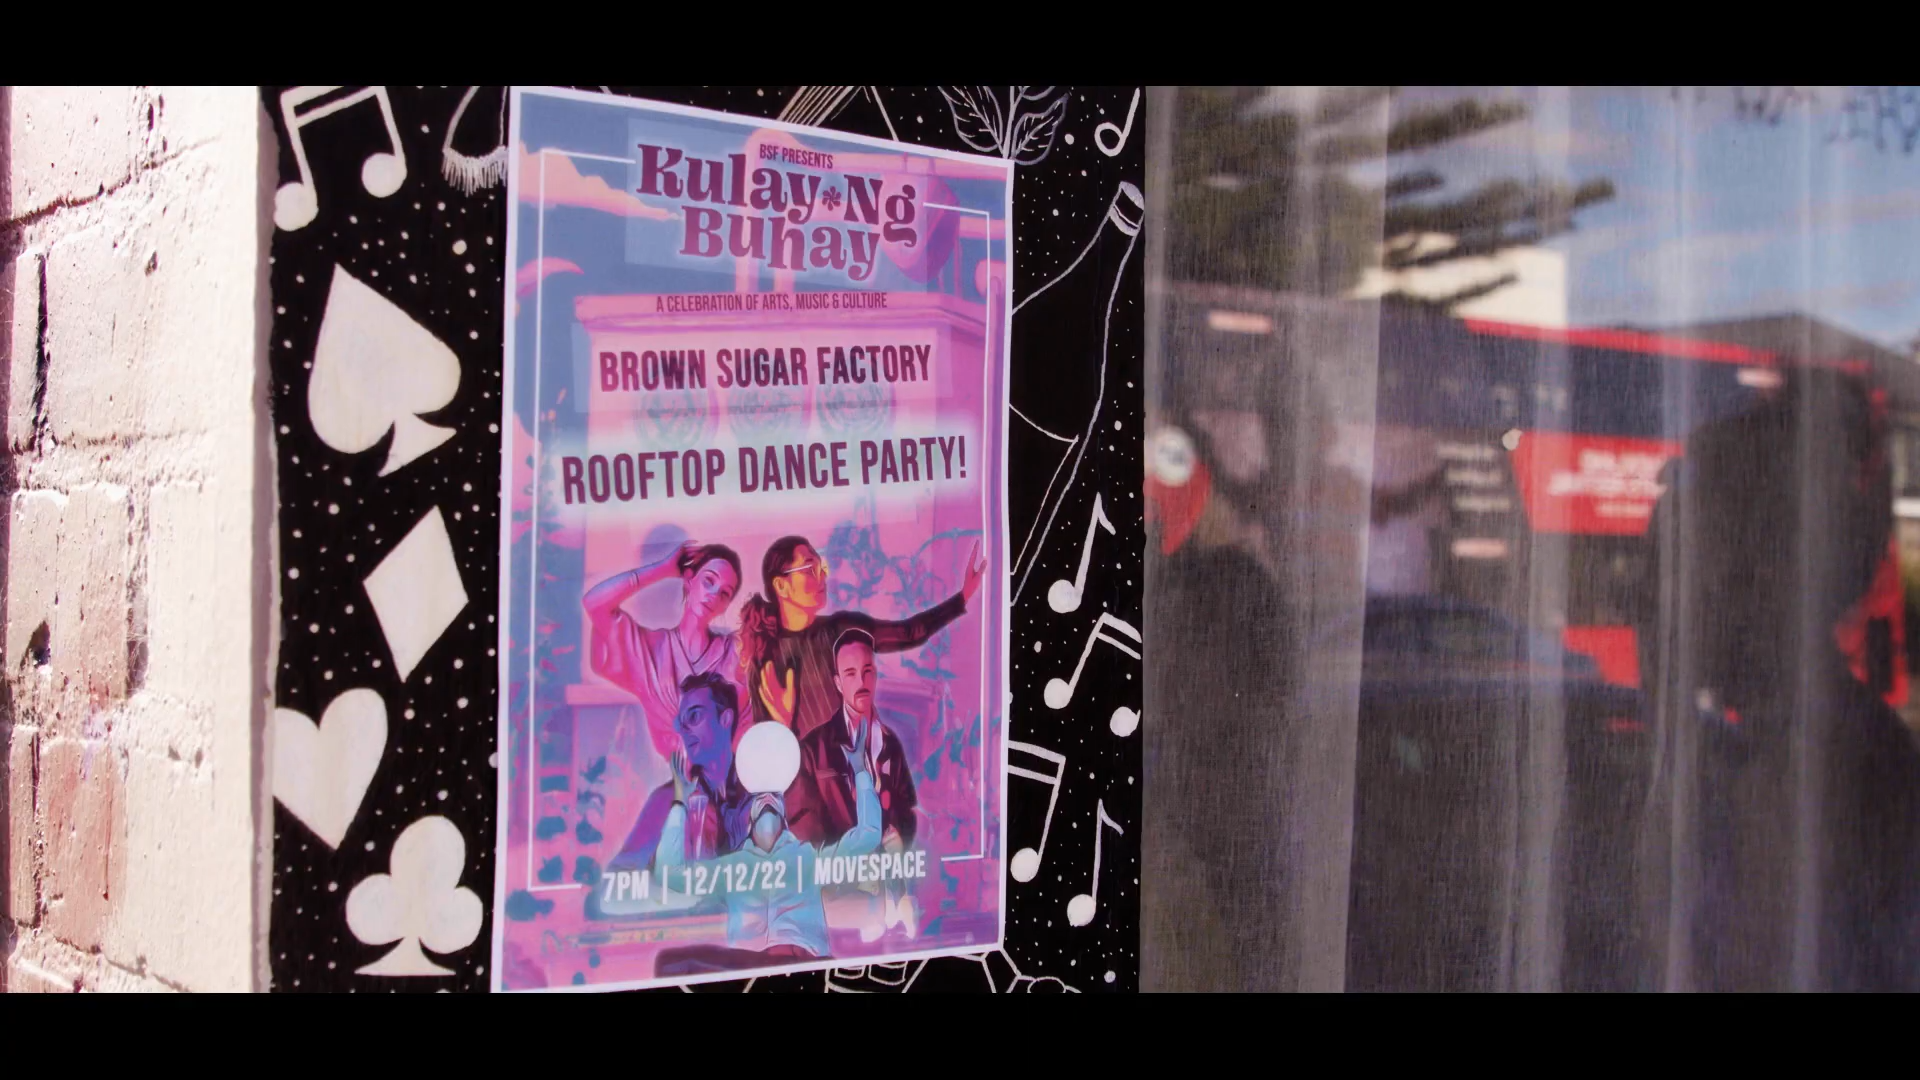 BSF PRESENTS
Kulay Ng
Buhay
A CELEBRATION OF ARTS, MUSIC & CULTURE
BROWN SUGAR FACTORY
ROOFTOP DANCE PARTY!
7PM | 12/12/22 | MOVESPACE